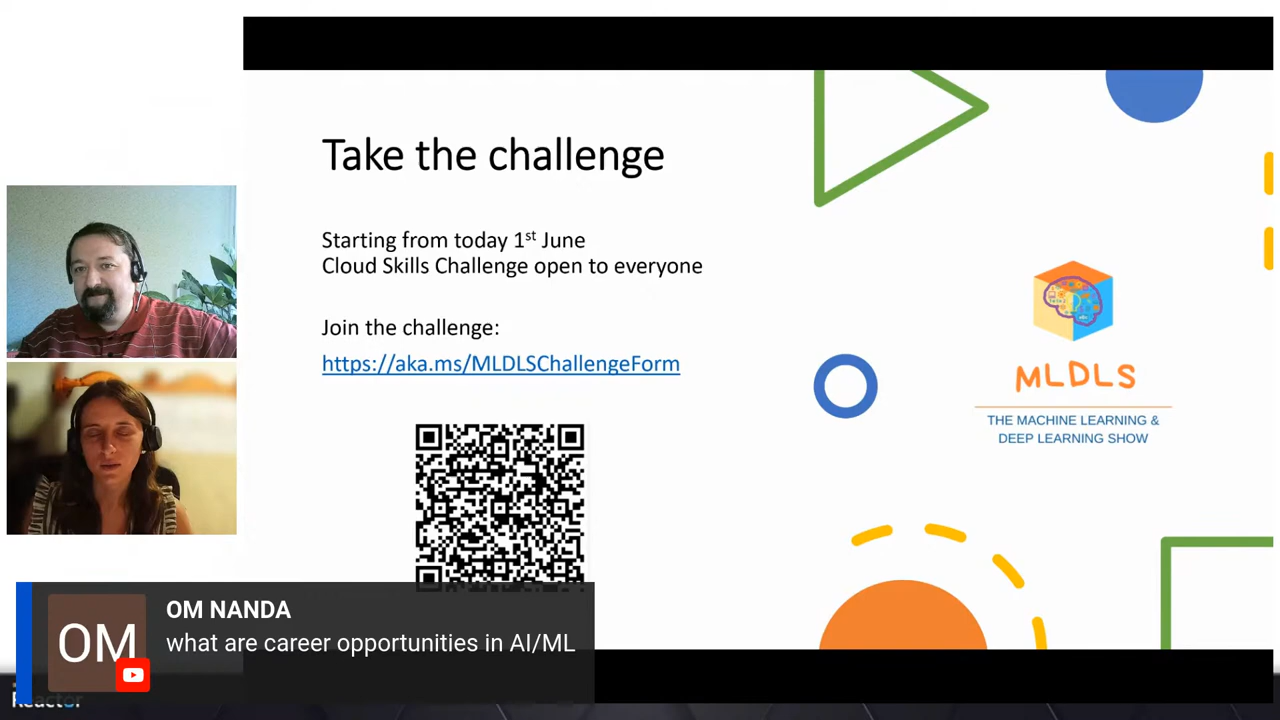 Take the challenge
Starting from today 1st June
Cloud Skills Challenge open to everyone
Join the challenge:
https://aka.ms/MLDLSChallengeForm
MLDLS
THE MACHINE LEARNING &
DEEP LEARNING SHOW
OM
OM NANDA
what are career opportunities in AI/ML
Reactor